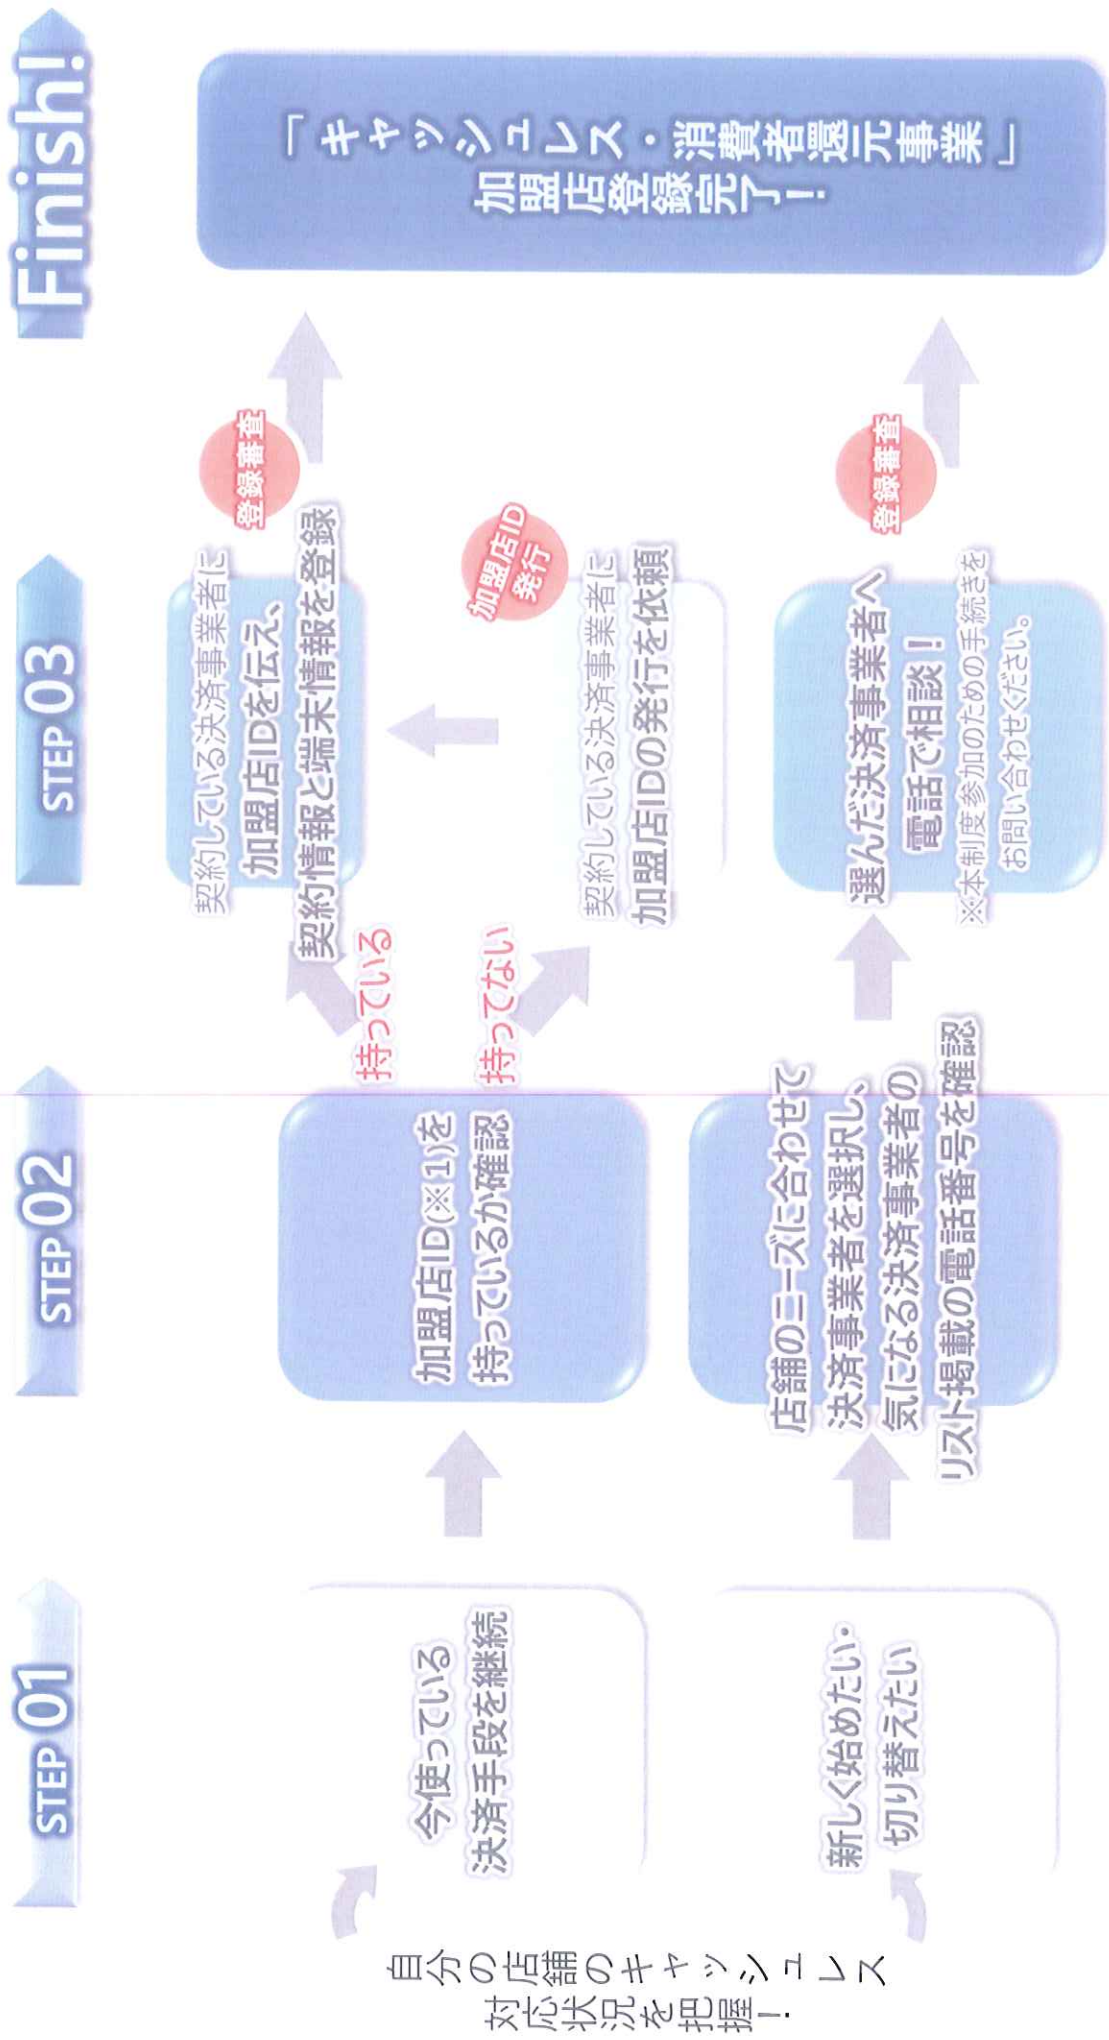 STEP 01
STEP 02
STEP 03
Finish!
自分の店舗のキャッシュレス
対応状況を把握！
今使っている
決済手段を継続
加盟店ID(※1)を
持っているか確認
持っている
持ってない
契約している決済事業者に
加盟店IDを伝え、
契約情報と端末情報を登録
登録審査
契約している決済事業者に
加盟店IDの発行を依頼
加盟店ID
発行
新しく始めたい・
切り替えたい
店舗のニーズに合わせて
決済事業者を選択し、
気になる決済事業者の
リスト掲載の電話番号を確認
選んだ決済事業者へ
電話で相談！
※本制度参加のための手続きを
お問い合わせください。
登録審査
「キャッシュレス・消費者還元事業」
加盟店登録完了！